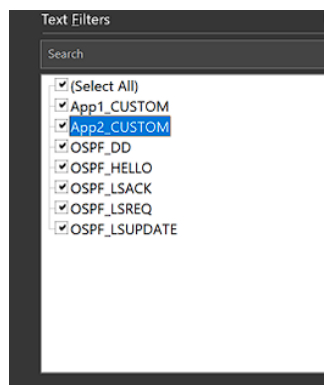 Text Filters
Search
(Select All)
App1_CUSTOM
App2_CUSTOM
OSPF_DD
OSPF_HELLO
OSPF_LSACK
OSPF_LSREQ
OSPF_LSUPDATE